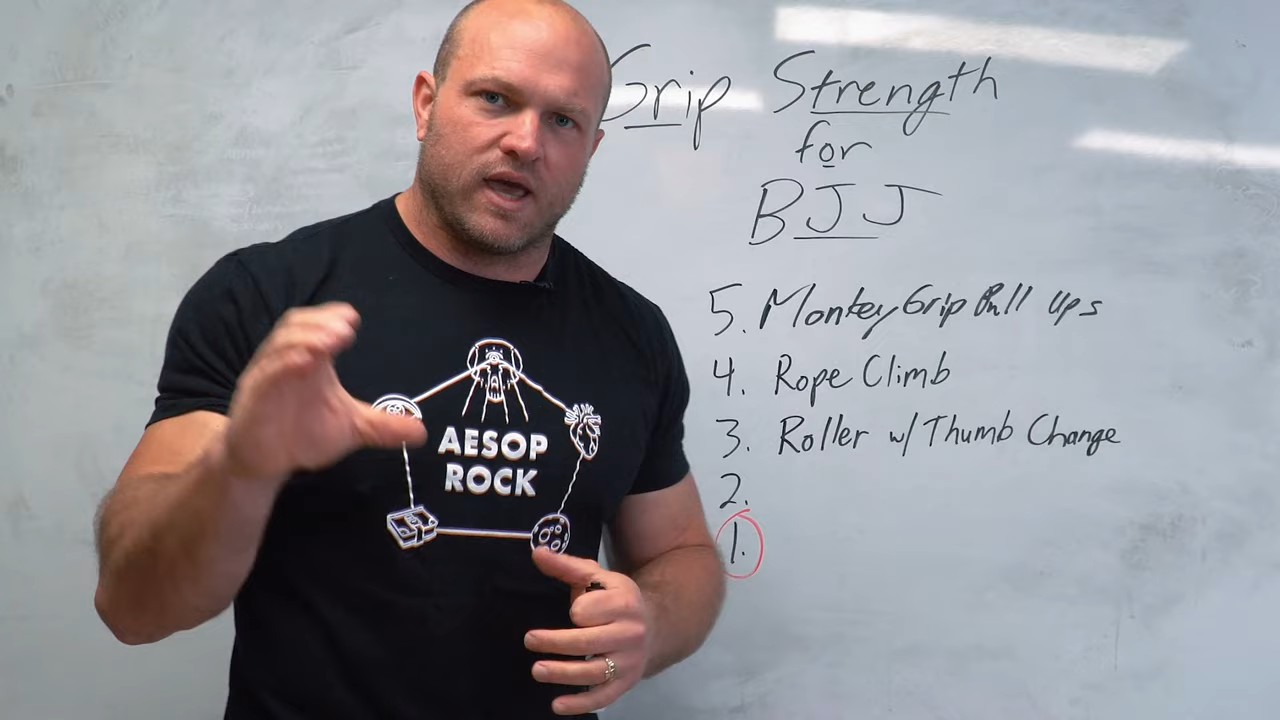 Grip Strength
for
BJJ
5. Monkey Grip Pull Ups
4. Rope Climb
3. Roller w/ Thumb Change
2.
1.
AESOP
ROCK